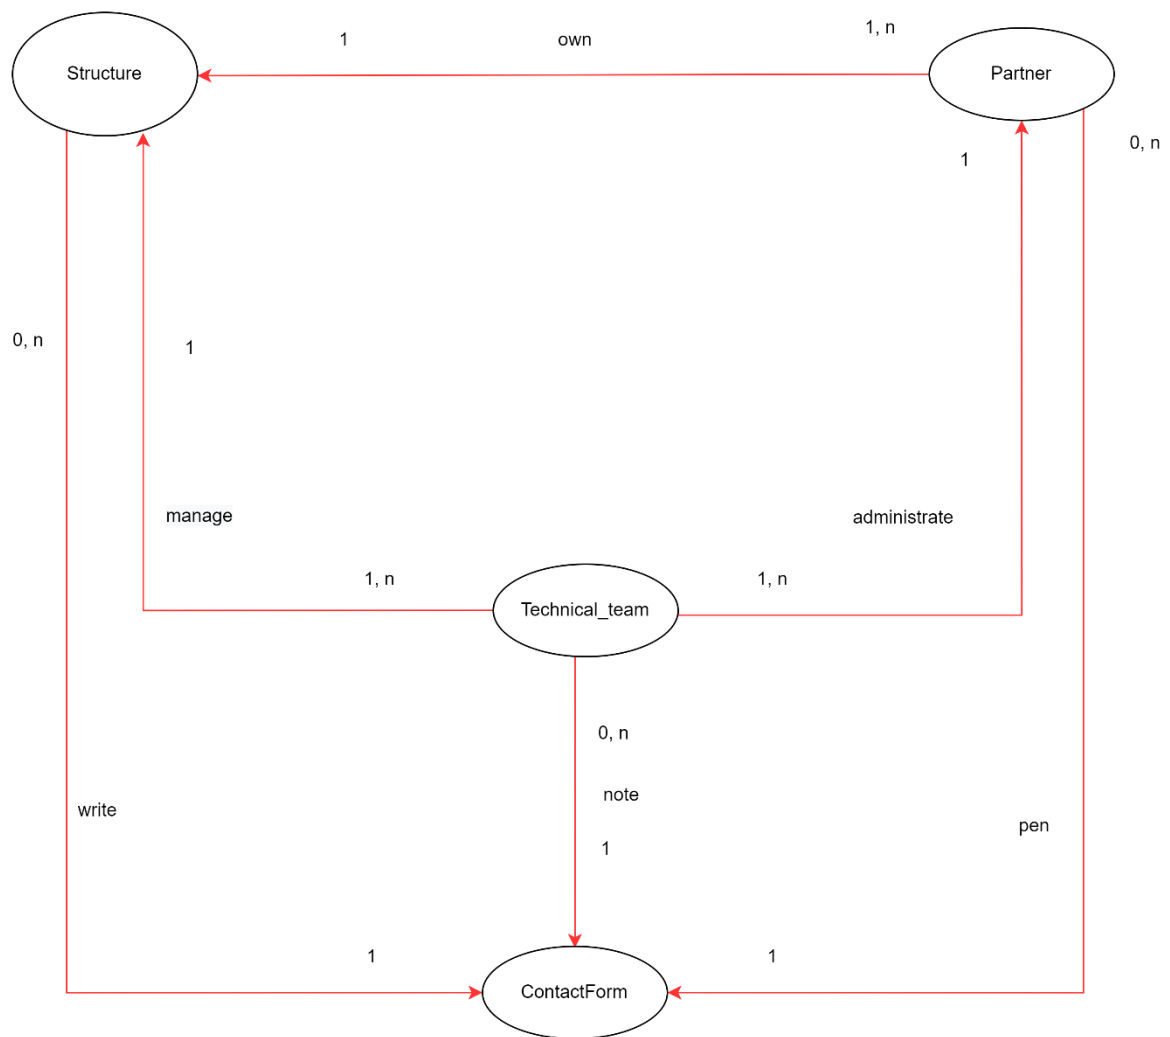 1, n
1
own
Structure
Partner
0, n
1
0, n
1
manage
administrate
1, n
1, n
Technical_team
0, n
note
write
pen
1
1
1
ContactForm